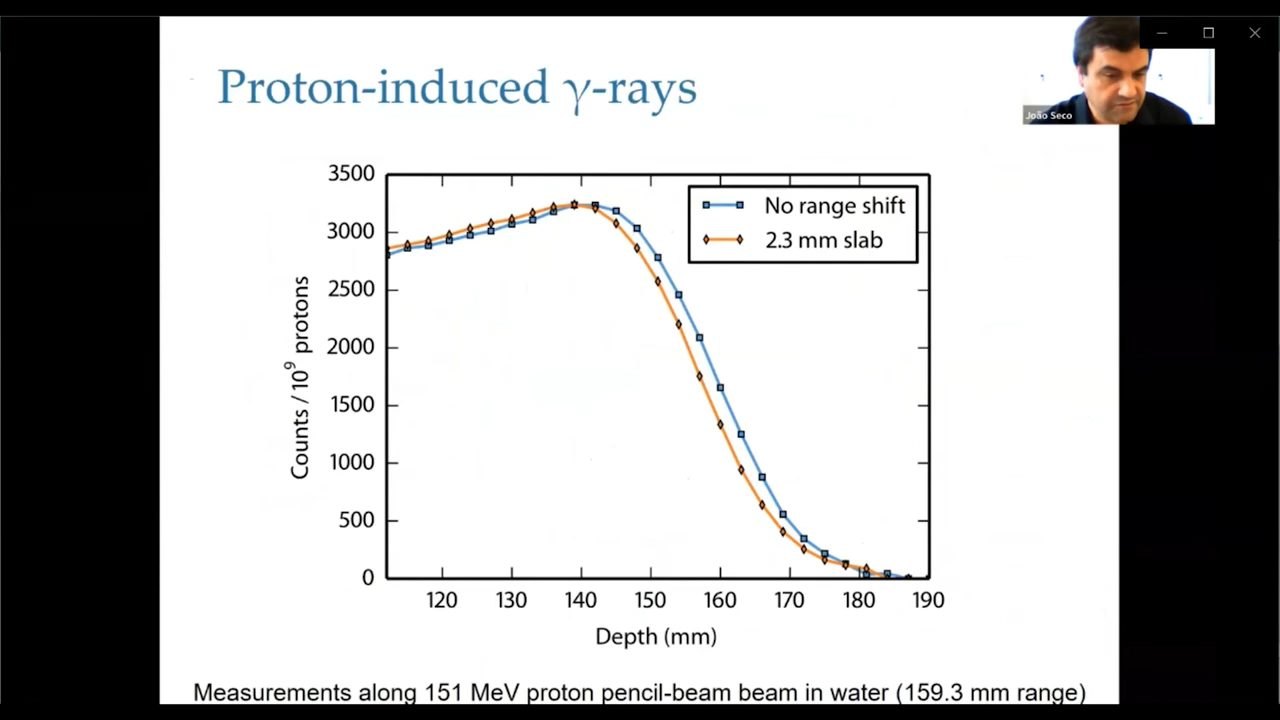 Proton-induced γ-rays
João Seco
3500
3000
2500
2000
1500
1000
500
0
Counts / 10⁹ protons
No range shift
2.3 mm slab
120 130 140 150 160 170 180 190
Depth (mm)
Measurements along 151 MeV proton pencil-beam beam in water (159.3 mm range)